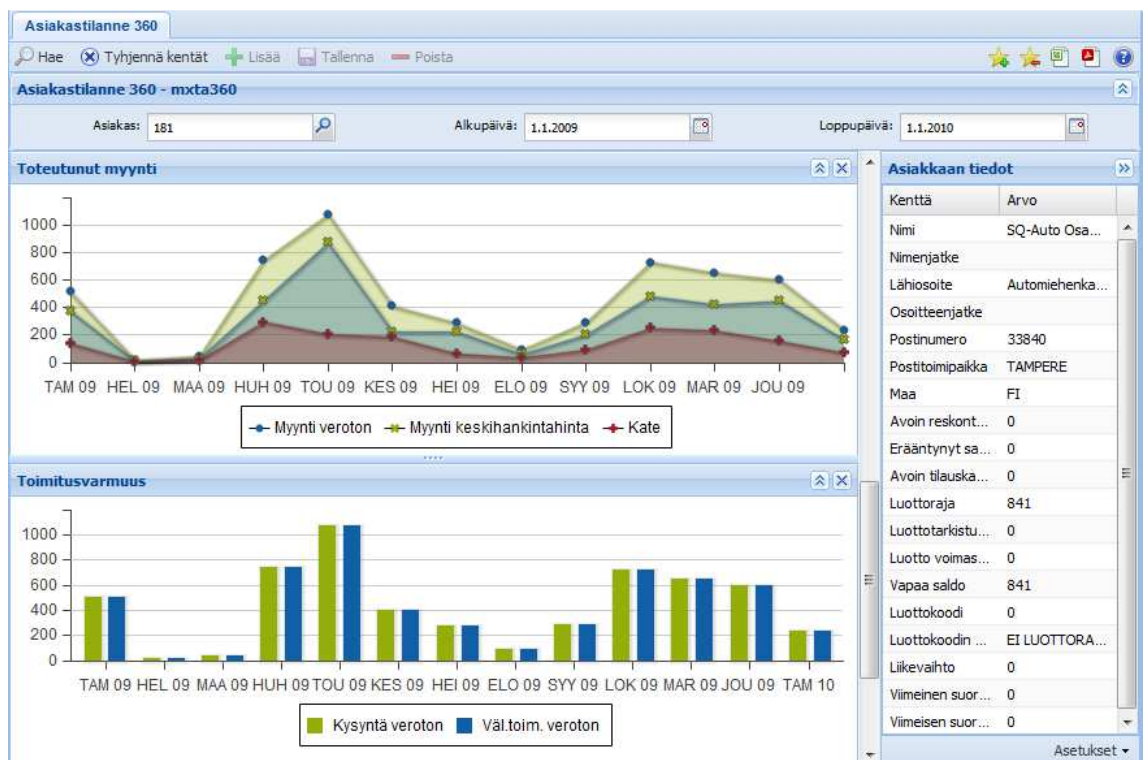 Asiakastilanne 360
Hae Tyhjennä kentät Lisää Tallenna Poista
Asiakastilanne 360 - mxta360
Asiakas: 181 Alkupäivä: 1.1.2009 Loppupäivä: 1.1.2010
Toteutunut myynti
1000
800
600
400
200
0
TAM 09 HEL 09 MAA 09 HUH 09 TOU 09 KES 09 HEI 09 ELO 09 SYY 09 LOK 09 MAR 09 JOU 09
Myynti veroton Myynti keskihankintahinta Kate
Toimitusvarmuus
1000
800
600
400
200
0
TAM 09 HEL 09 MAA 09 HUH 09 TOU 09 KES 09 HEI 09 ELO 09 SYY 09 LOK 09 MAR 09 JOU 09 TAM 10
Kysyntä veroton Väl.toim. veroton
Asiakkaan tiedot
Kenttä Arvo
Nimi SQ-Auto Osa...
Nimenjatke
Lähiosoite Automiehenka...
Osoitteenjatke
Postinumero 33840
Postitoimipaikka TAMPERE
Maa FI
Avoin reskont... 0
Erääntynyt sa... 0
Avoin tilauska... 0
Luottoraja 841
Luottotarkistu... 0
Luotto voimas... 0
Vapaa saldo 841
Luottokoodi 0
Luottokoodin ... EI LUOTTORA...
Liikevaihto 0
Viimeinen suor... 0
Viimeisen suor... 0
Asetukset